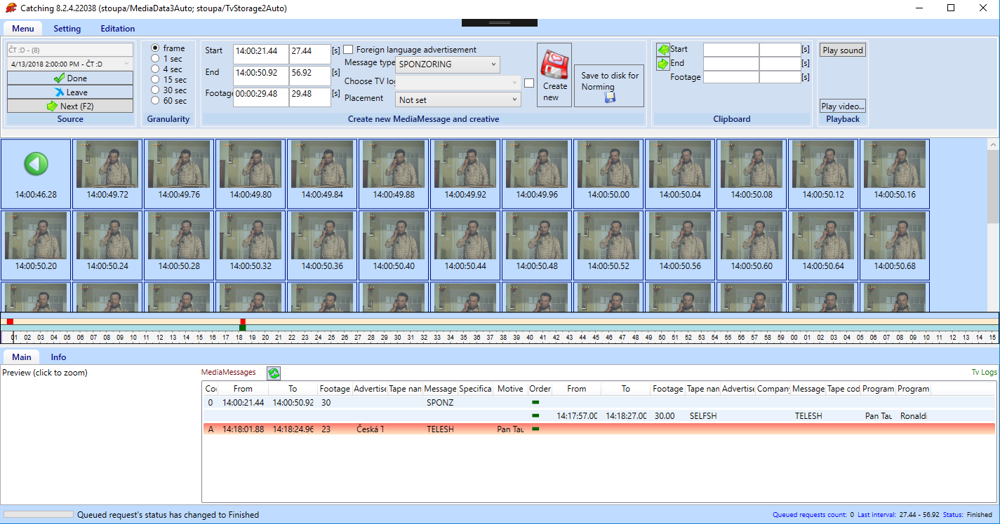 Catching 8.2.4.22038 (stoupa/MediaData3Auto; stoupa/TvStorage2Auto)
Menu Setting Editation
ČT :D - (8)
4/13/2018 2:00:00 PM - ČT :D
Done
Leave
Next (F2)
Source
frame
1 sec
4 sec
15 sec
30 sec
60 sec
Granularity
Start 14:00:21.44 27.44 [s]
End 14:00:50.92 56.92 [s]
Footage 00:00:29.48 29.48 [s]
Foreign language advertisement
Message type SPONZORING
Choose TV log
Placement Not set
Create new
Save to disk for Norming
Create new MediaMessage and creative
Start [s]
End [s]
Footage [s]
Clipboard
Play sound
Play video...
Playback
14:00:46.28 14:00:49.72 14:00:49.76 14:00:49.80 14:00:49.84 14:00:49.88 14:00:49.92 14:00:49.96 14:00:50.00 14:00:50.04 14:00:50.08 14:00:50.12 14:00:50.16
14:00:50.20 14:00:50.24 14:00:50.28 14:00:50.32 14:00:50.36 14:00:50.40 14:00:50.44 14:00:50.48 14:00:50.52 14:00:50.56 14:00:50.60 14:00:50.64 14:00:50.68
01 02 03 04 05 06 07 08 09 10 11 12 13 14 15 16 17 18 19 20 21 22 23 24 25 26 27 28 29 30 31 32 33 34 35 36 37 38 39 40 41 42 43 44 45 46 47 48 49 50 51 52 53 54 55 56 57 58 59 00 01 02 03 04 05 06 07 08 09 10 11 12 13 14 15
Main Info
Preview (click to zoom)
MediaMessages
Tv Logs
Coc From To Footage Advertise Tape nam Message Specifica Motive Order From To Footage Tape nam Advertise Company Message Tape cod Program Program
0 14:00:21.44 14:00:50.92 30 SPONZ
14:17:57.00 14:18:27.00 30.00 SELFSH TELESH Pan Tau Ronaldi
A 14:18:01.88 14:18:24.96 23 Česká T TELESH Pan Tau
Queued request's status has changed to Finished
Queued requests count: 0 Last interval: 27.44 - 56.92 Status: Finished